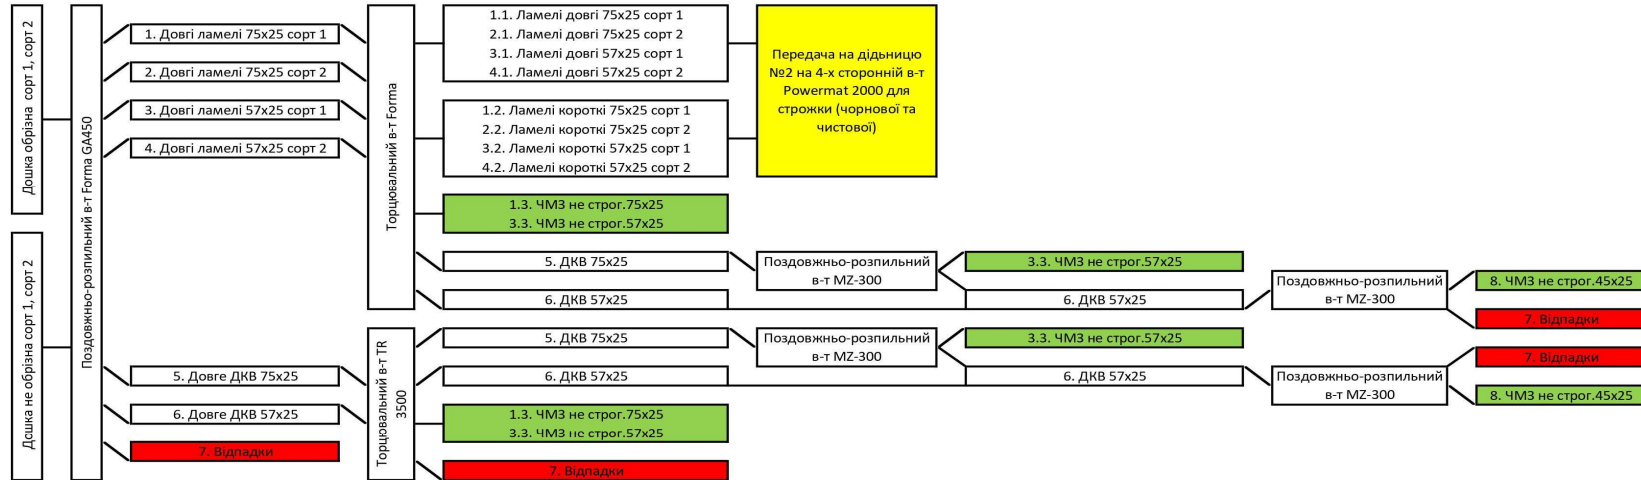 Дошка обрізна сорт 1, сорт 2
Дошка не обрізна сорт 1, сорт 2
Поздовжньо-розпильний в-т Forma GA450
1. Довгі ламелі 75х25 сорт 1
2. Довгі ламелі 75х25 сорт 2
3. Довгі ламелі 57х25 сорт 1
4. Довгі ламелі 57х25 сорт 2
5. Довге ДКВ 75х25
6. Довге ДКВ 57х25
7. Відпадки
Торцювальний в-т Forma
1.1. Ламелі довгі 75х25 сорт 1
2.1. Ламелі довгі 75х25 сорт 2
3.1. Ламелі довгі 57х25 сорт 1
4.1. Ламелі довгі 57х25 сорт 2
1.2. Ламелі короткі 75х25 сорт 1
2.2. Ламелі короткі 75х25 сорт 2
3.2. Ламелі короткі 57х25 сорт 1
4.2. Ламелі короткі 57х25 сорт 2
Передача на дідьницю
№2 на 4-х сторонній в-т
Powermat 2000 для
строжки (чорнової та
чистової)
1.3. ЧМЗ не строг.75х25
3.3. ЧМЗ не строг.57х25
5. ДКВ 75х25
Поздовжньо-розпильний
в-т MZ-300
3.3. ЧМЗ не строг.57х25
6. ДКВ 57х25
6. ДКВ 57х25
Поздовжньо-розпильний
в-т MZ-300
8. ЧМЗ не строг.45х25
7. Відпадки
Торцювальний в-т TR
3500
5. ДКВ 75х25
Поздовжньо-розпильний
в-т MZ-300
3.3. ЧМЗ не строг.57х25
6. ДКВ 57х25
6. ДКВ 57х25
Поздовжньо-розпильний
в-т MZ-300
7. Відпадки
8. ЧМЗ не строг.45х25
1.3. ЧМЗ не строг.75х25
3.3. ЧМЗ не строг.57х25
7. Відпадки